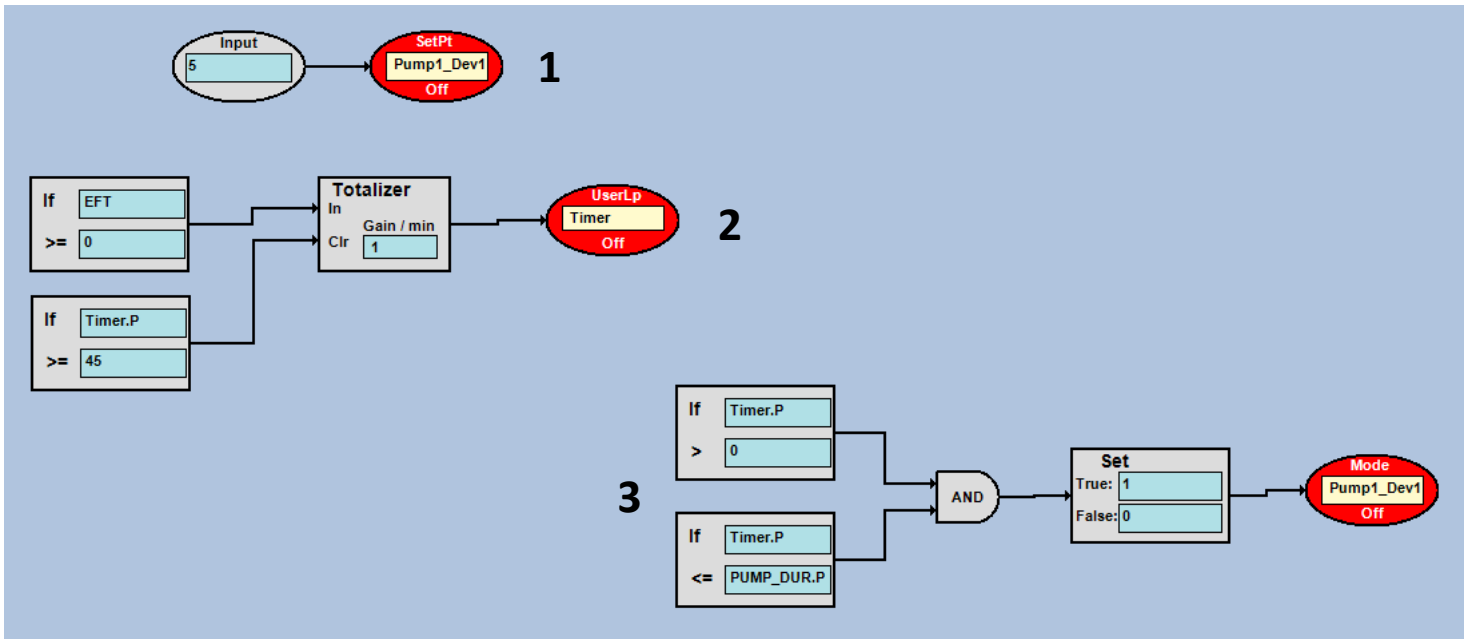 Input
5
SetPt
Pump1_Dev1
Off
1
If
EFT
>=
0
Totalizer
In
Gain / min
Clr
1
UserLp
Timer
Off
2
If
Timer.P
>=
45
If
Timer.P
>
0
3
If
Timer.P
<=
PUMP_DUR.P
AND
Set
True: 1
False: 0
Mode
Pump1_Dev1
Off